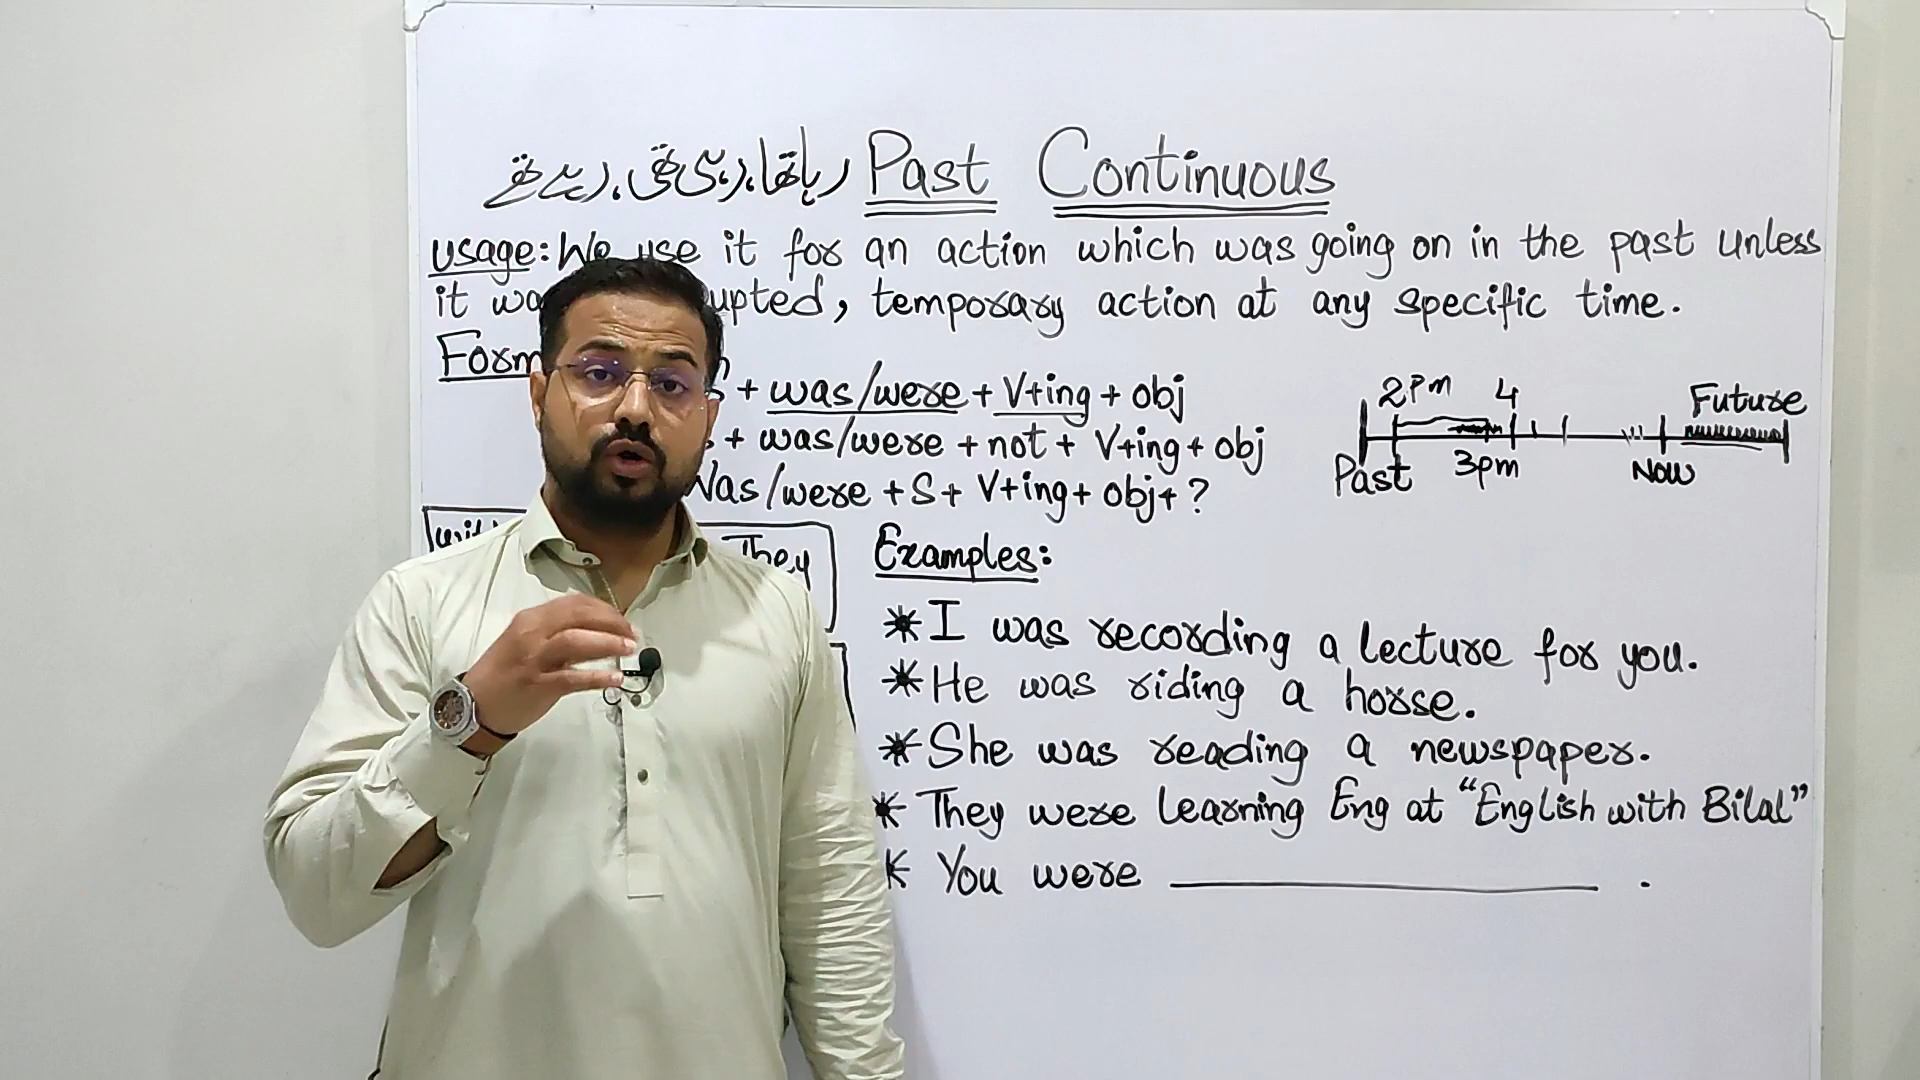 رہا تھا، رہی تھی، رہے تھے Past Continuous
usage: We use it for an action which was going on in the past unless
it upted, temporary action at any specific time.
Form
S + was/were + V+ing + obj
+ was/were + not + V+ing + obj
Was/were + S + V+ing + obj + ?
2pm 4 Future
Past 3pm Now
They
Examples:
* I was recording a lecture for you.
* He was riding a horse.
* She was reading a newspaper.
* They were learning Eng at “English with Bilal”
* You were ____________ .